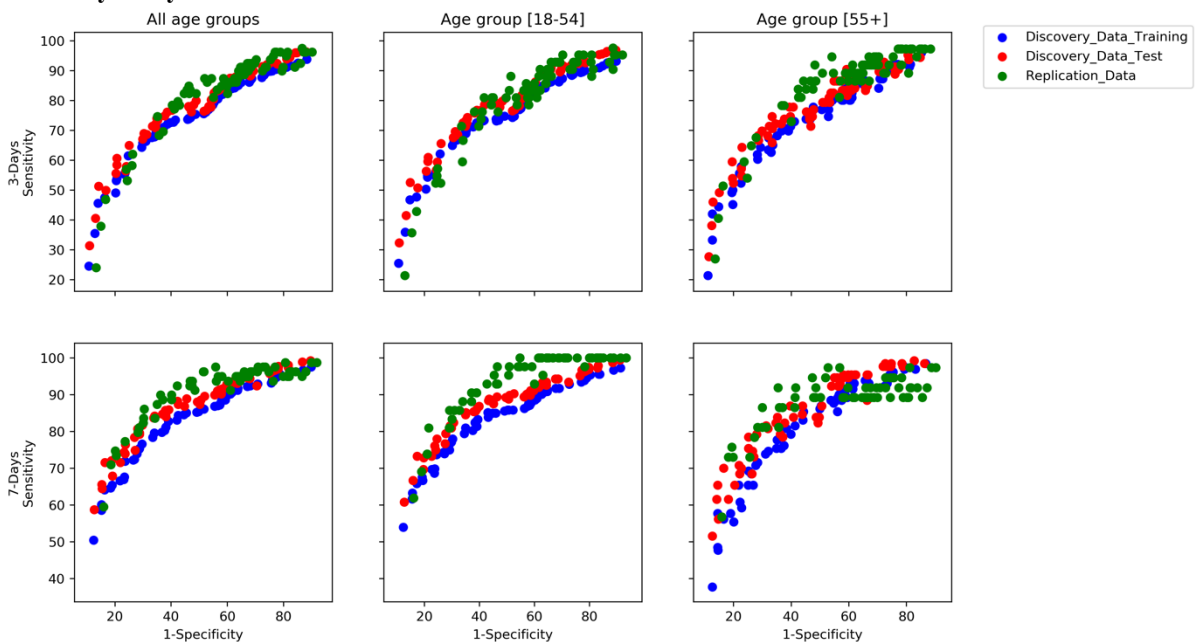 All age groups
Age group [18-54]
Age group [55+]
Discovery_Data_Training
Discovery_Data_Test
Replication_Data
3-Days
Sensitivity
100
90
80
70
60
50
40
30
20
7-Days
Sensitivity
100
90
80
70
60
50
40
20 40 60 80
20 40 60 80
20 40 60 80
1-Specificity
1-Specificity
1-Specificity